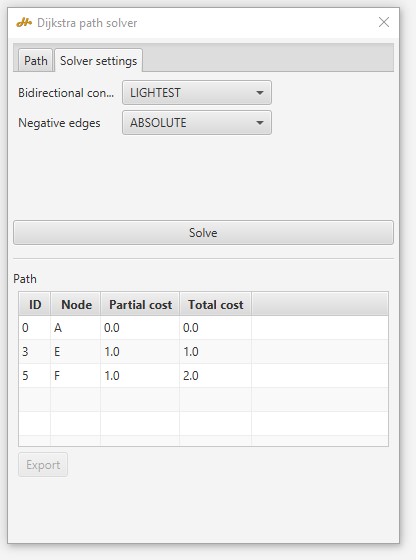 Dijkstra path solver
Path Solver settings
Bidirectional con... LIGHTEST
Negative edges ABSOLUTE
Solve
Path
ID Node Partial cost Total cost
0 A 0.0 0.0
3 E 1.0 1.0
5 F 1.0 2.0
Export